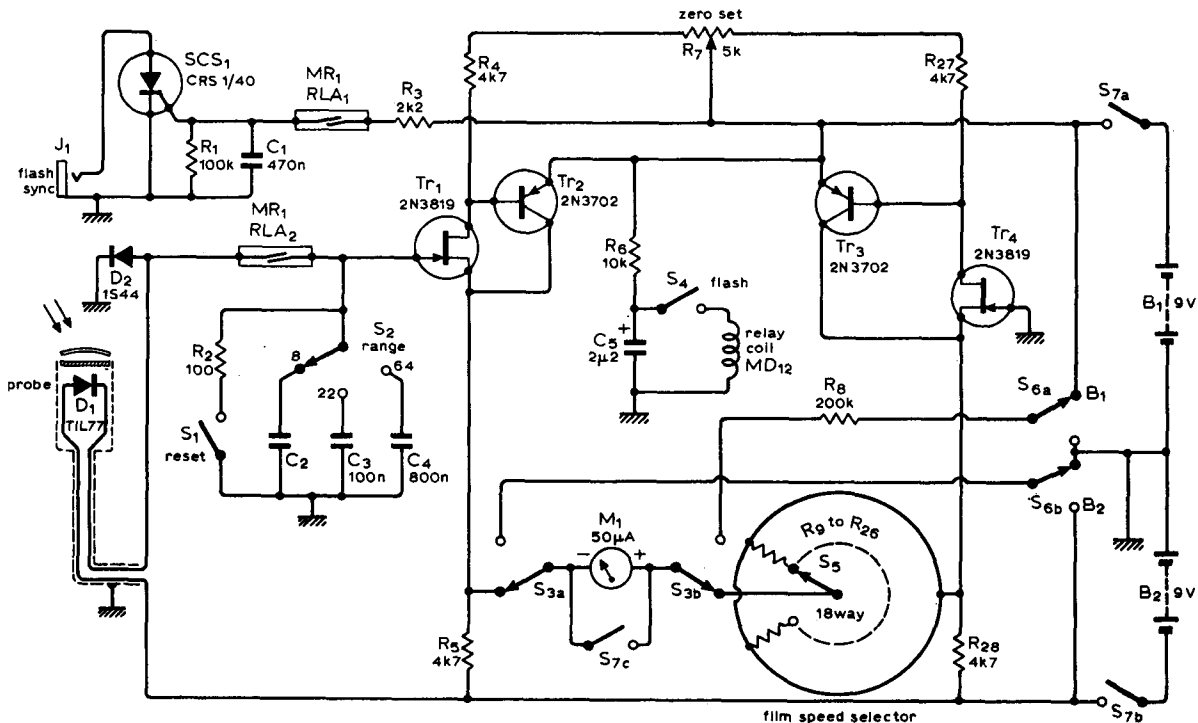 zero set
R7 5k
SCS1
CRS 1/40
R4
4k7
R27
4k7
MR1
RLA1
R3
2k2
S7a
J1
flash
sync
R1
100k
C1
470n
Tr1
2N3819
Tr2
2N3702
Tr3
2N3702
Tr4
2N3819
MR1
RLA2
D2
1S44
R6
10k
S4 flash
C5
2µ2
+
relay
coil
MD12
B1 9V
R2
100
S2
range
8
64
22
probe
D1
TIL77
S1
reset
C2
C3
100n
C4
800n
R8
200k
S6a
B1
S6b
B2
M1
50µA
- +
S3a
S3b
S7c
R9 to R26
S5
18way
B2 9V
R5
4k7
R28
4k7
S7b
film speed selector